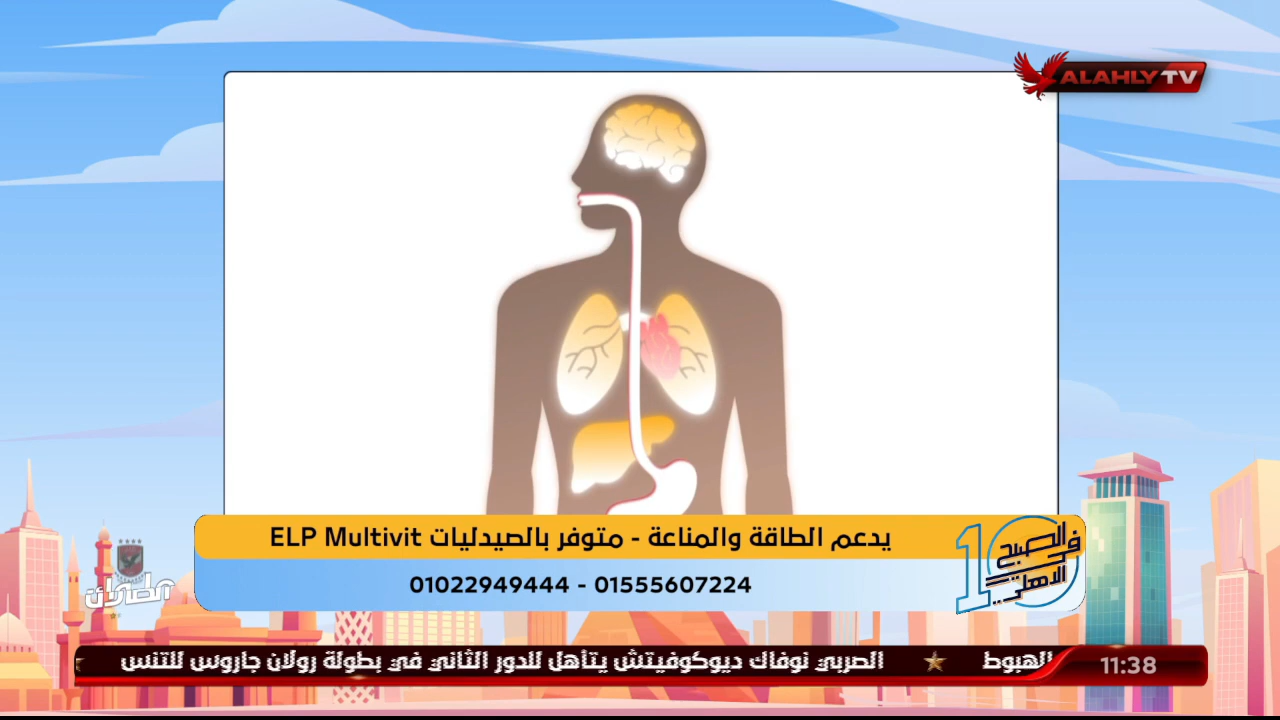 ALAHLY TV
يدعم الطاقة والمناعة - متوفر بالصيدليات ELP Multivit
01022949444 - 01555607224
10 الصبح في الأهلي
الهبوط ★ الصربي نوفاك ديوكوفيتش يتأهل للدور الثاني في بطولة رولان جاروس للتنس
11:38